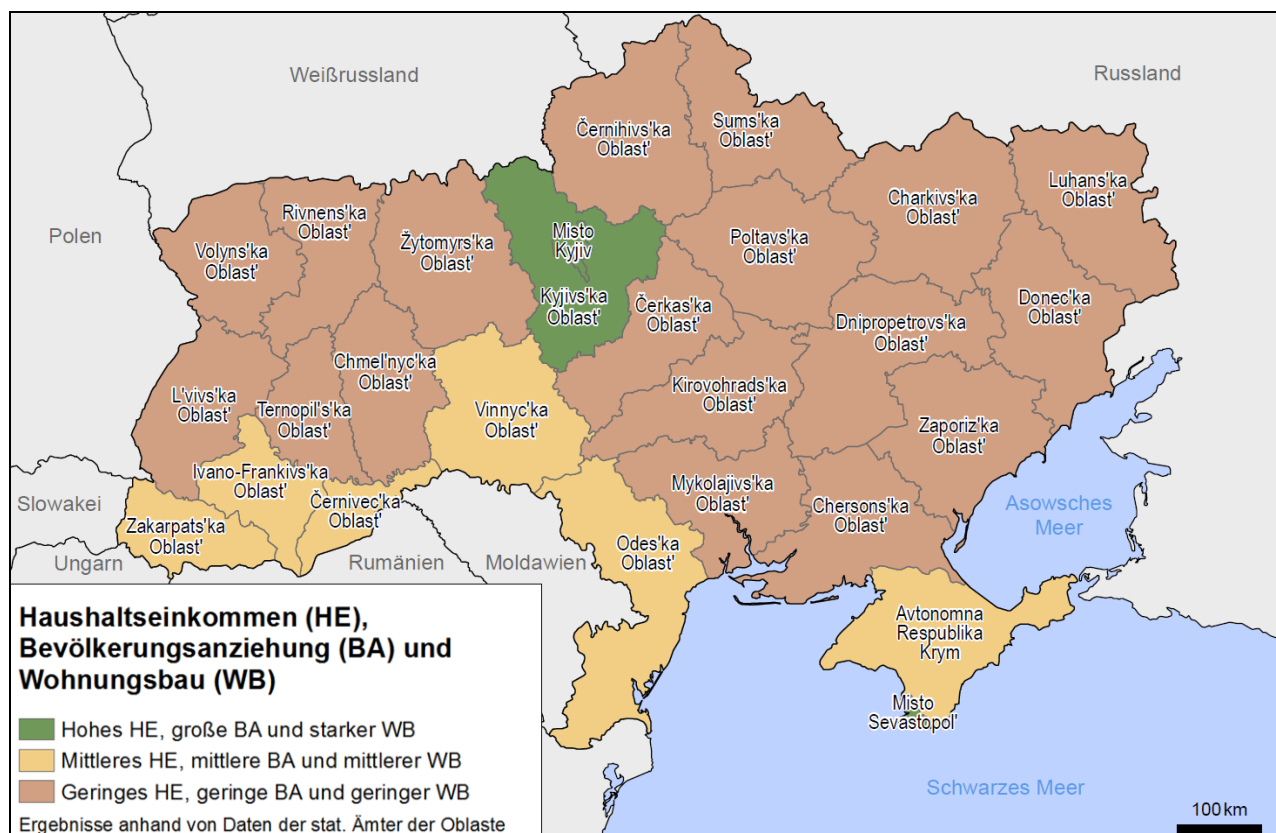 Weißrussland
Russland
Polen
Černihivs'ka
Oblast'
Sums'ka
Oblast'
Luhans'ka
Oblast'
Charkivs'ka
Oblast'
Rivnens'ka
Oblast'
Volyns'ka
Oblast'
Žytomyrs'ka
Oblast'
Misto
Kyjiv
Poltavs'ka
Oblast'
Kyjivs'ka
Oblast'
Čerkas'ka
Oblast'
Dnipropetrovs'ka
Oblast'
Donec'ka
Oblast'
L'vivs'ka
Oblast'
Ternopil's'ka
Oblast'
Chmel'nyc'ka
Oblast'
Vinnyc'ka
Oblast'
Kirovohrads'ka
Oblast'
Zaporiz'ka
Oblast'
Ivano-Frankivs'ka
Oblast'
Černivec'ka
Oblast'
Zakarpats'ka
Oblast'
Mykolajivs'ka
Oblast'
Chersons'ka
Oblast'
Odes'ka
Oblast'
Slowakei
Ungarn
Rumänien
Moldawien
Asowsches
Meer
Avtonomna
Respublika
Krym
Misto
Sevastopol'
Schwarzes Meer
Haushaltseinkommen (HE),
Bevölkerungsanziehung (BA) und
Wohnungsbau (WB)
Hohes HE, große BA und starker WB
Mittleres HE, mittlere BA und mittlerer WB
Geringes HE, geringe BA und geringer WB
Ergebnisse anhand von Daten der stat. Ämter der Oblaste
100 km